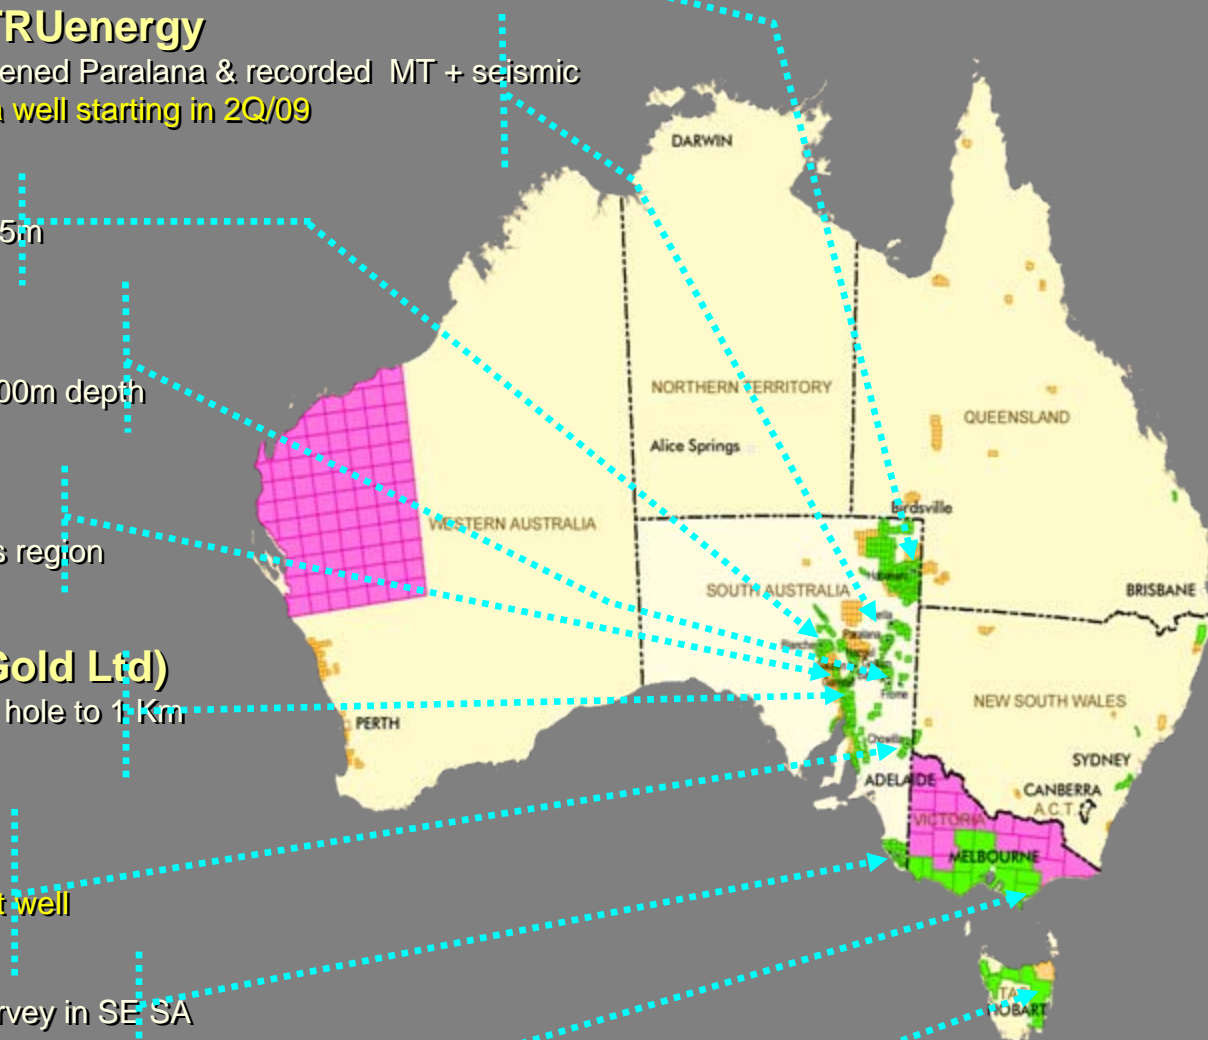 TRUenergy
ened Paralana & recorded MT + seismic
well starting in 2Q/09
5m
00m depth
s region
Gold Ltd)
hole to 1 Km
t well
rvey in SE SA
DARWIN
NORTHERN TERRITORY
QUEENSLAND
Alice Springs
Birdsville
WESTERN AUSTRALIA
SOUTH AUSTRALIA
BRISBANE
Paralana
Frome
NEW SOUTH WALES
PERTH
SYDNEY
ADELAIDE
CANBERRA
A.C.T.
VICTORIA
MELBOURNE
TAS
HOBART